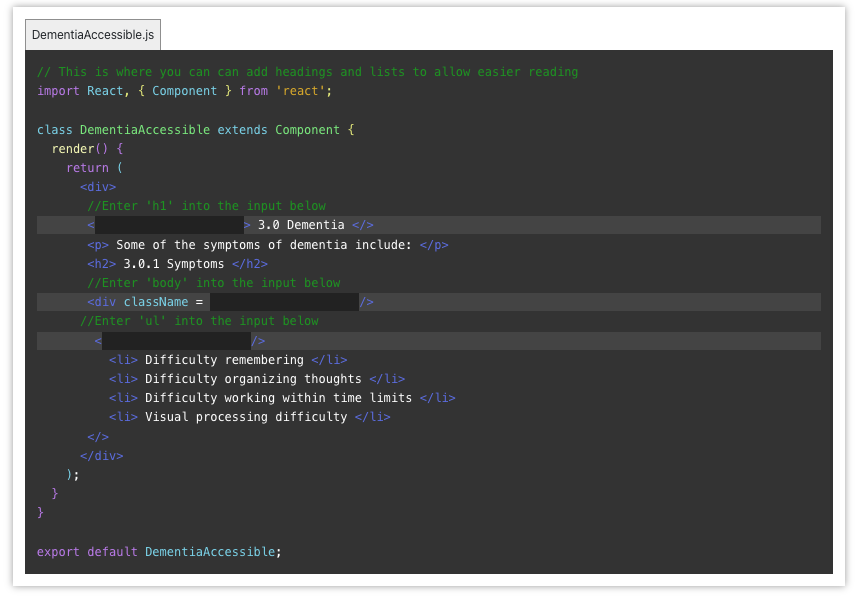 DementiaAccessible.js
// This is where you can can add headings and lists to allow easier reading
import React, { Component } from 'react';
class DementiaAccessible extends Component {
render() {
return (
<div>
//Enter 'h1' into the input below
< > 3.0 Dementia </>
<p> Some of the symptoms of dementia include: </p>
<h2> 3.0.1 Symptoms </h2>
//Enter 'body' into the input below
<div className = />
//Enter 'ul' into the input below
< />
<li> Difficulty remembering </li>
<li> Difficulty organizing thoughts </li>
<li> Difficulty working within time limits </li>
<li> Visual processing difficulty </li>
</>
</div>
);
}
}
export default DementiaAccessible;